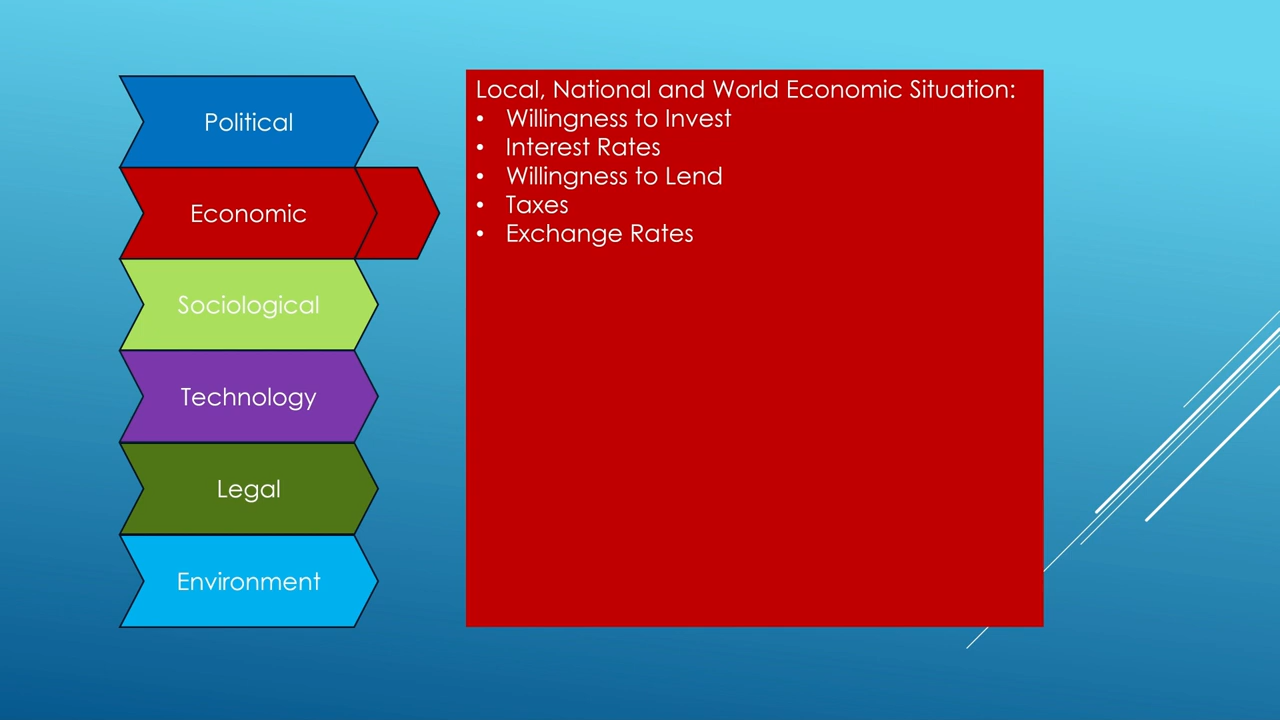 Political
Economic
Sociological
Technology
Legal
Environment
Local, National and World Economic Situation:
• Willingness to Invest
• Interest Rates
• Willingness to Lend
• Taxes
• Exchange Rates